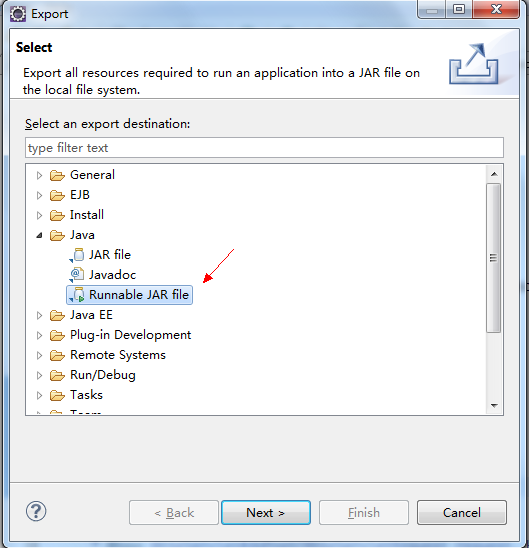 Export
Select
Export all resources required to run an application into a JAR file on
the local file system.
Select an export destination:
type filter text
General
EJB
Install
Java
JAR file
Javadoc
Runnable JAR file
Java EE
Plug-in Development
Remote Systems
Run/Debug
Tasks
Team
?
< Back
Next >
Finish
Cancel